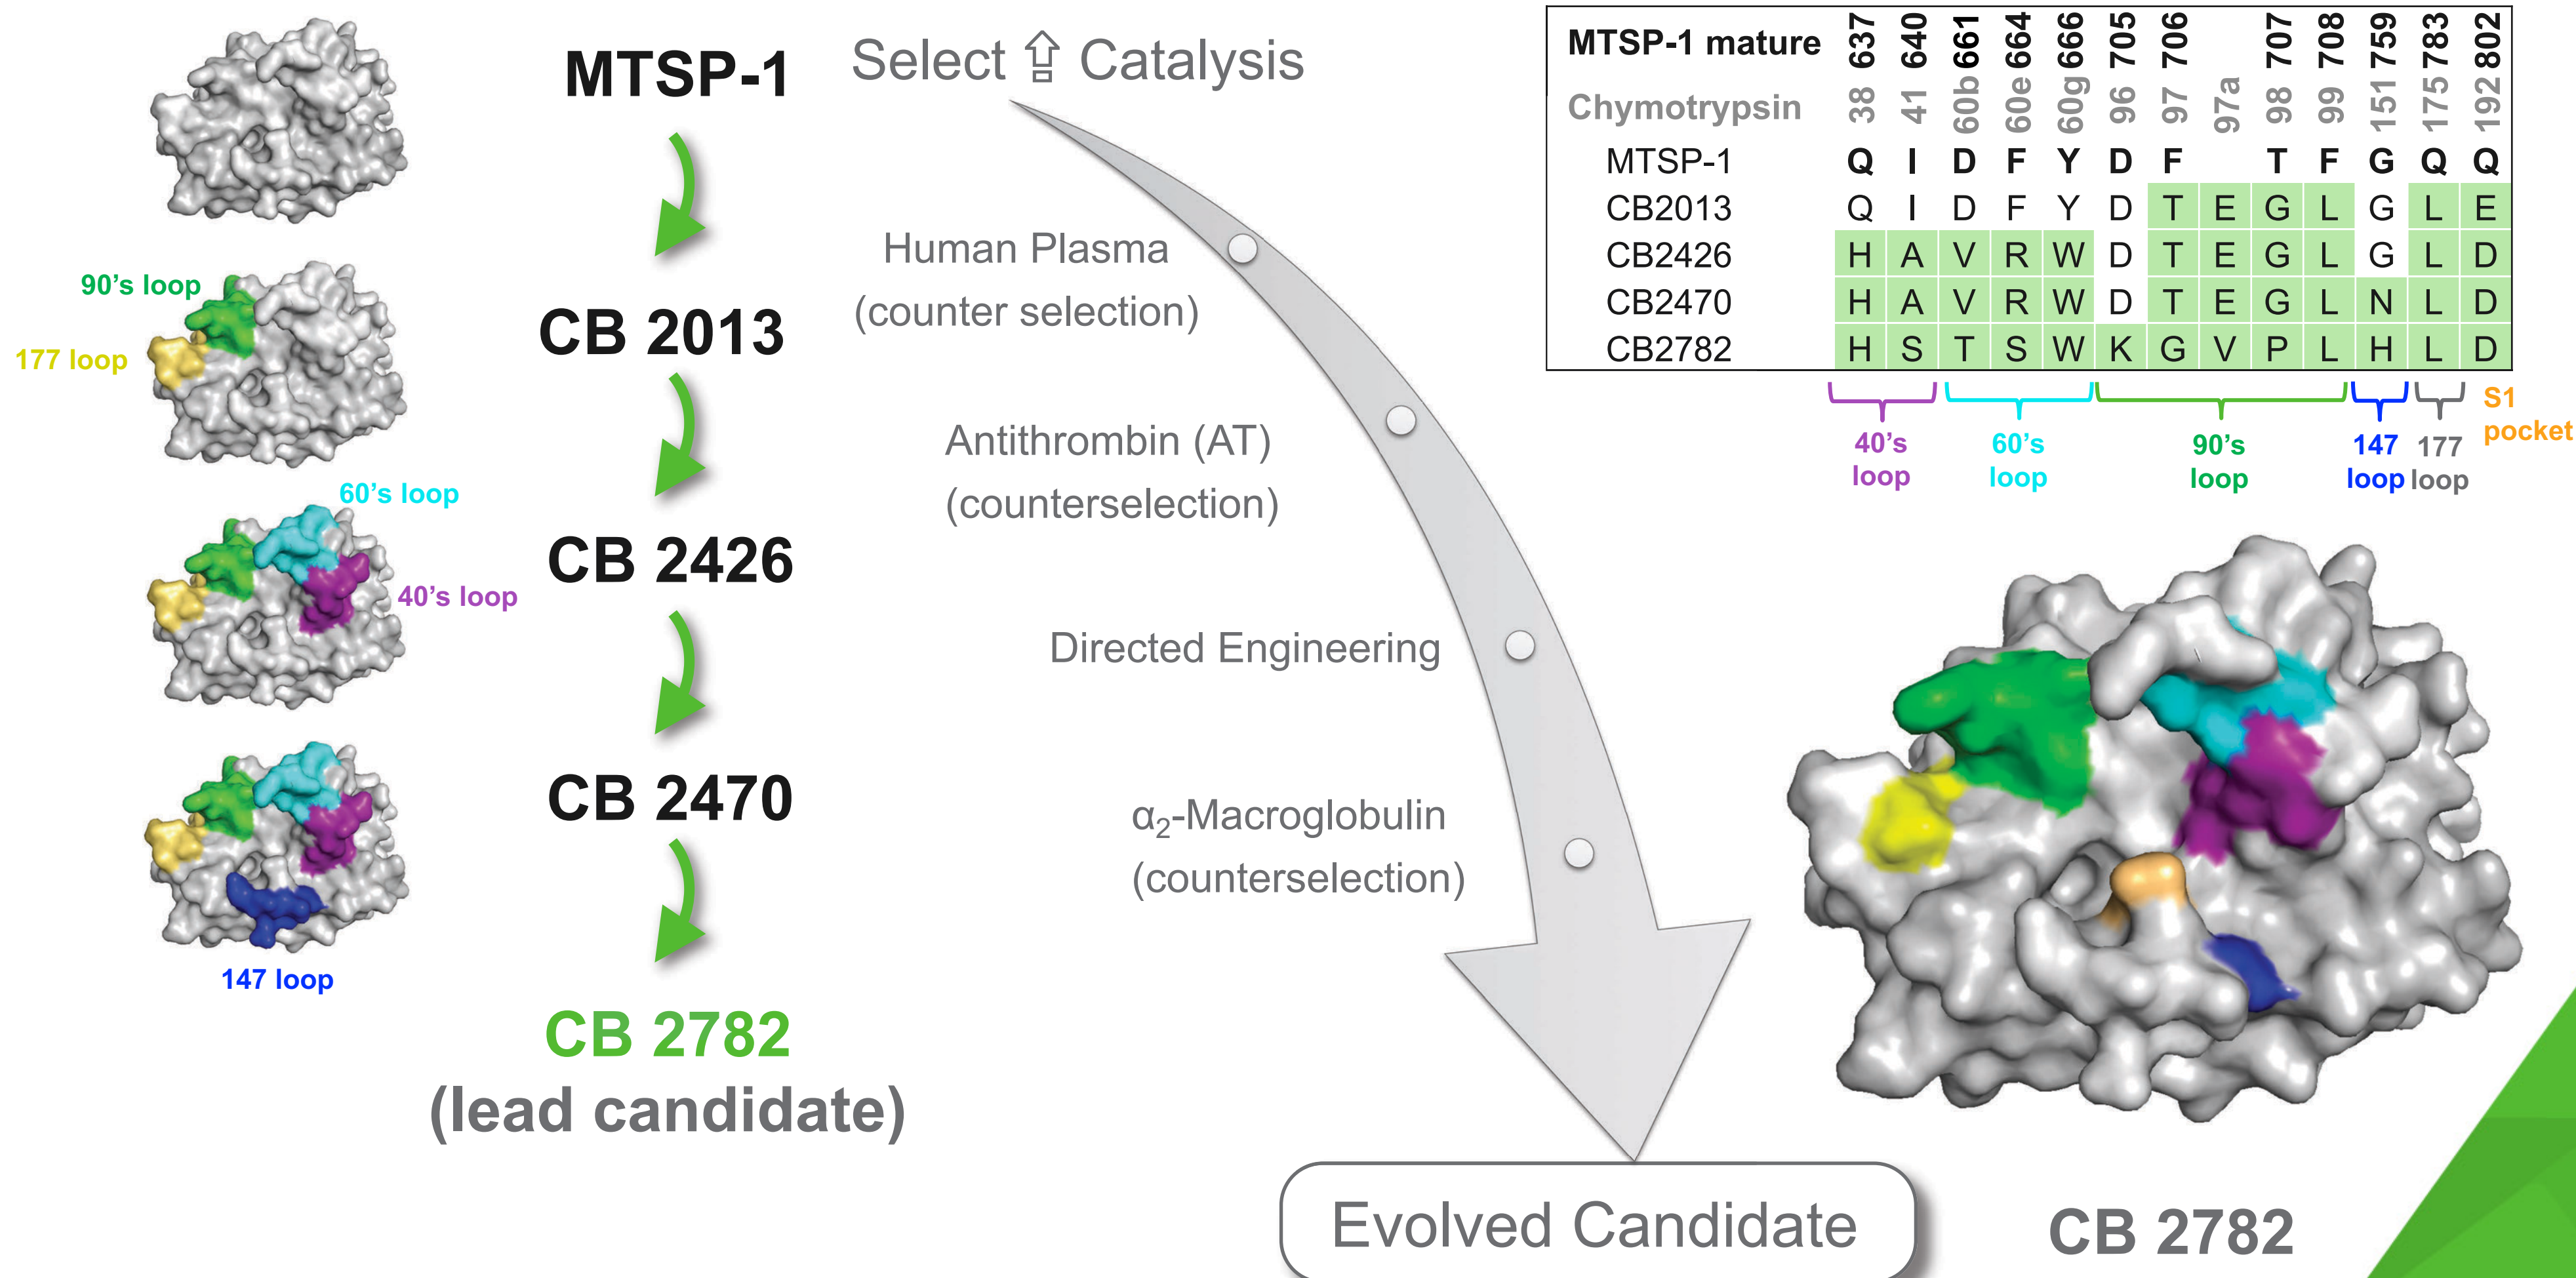 MTSP-1
Select ⇧ Catalysis
90's loop
177 loop
CB 2013
Human Plasma
(counter selection)
60's loop
40's loop
CB 2426
Antithrombin (AT)
(counterselection)
Directed Engineering
CB 2470
147 loop
α₂-Macroglobulin
(counterselection)
CB 2782
(lead candidate)
Evolved Candidate
MTSP-1 mature 637 640 661 664 666 705 706 707 708 759 783 802
Chymotrypsin 38 41 60b 60e 60g 96 97 97a 98 99 151 175 192
MTSP-1 Q I D F Y D F T F G Q Q
CB2013 Q I D F Y D T E G L G L E
CB2426 H A V R W D T E G L G L D
CB2470 H A V R W D T E G L N L D
CB2782 H S T S W K G V P L H L D
40's loop
60's loop
90's loop
147 loop
177 loop
S1 pocket
CB 2782